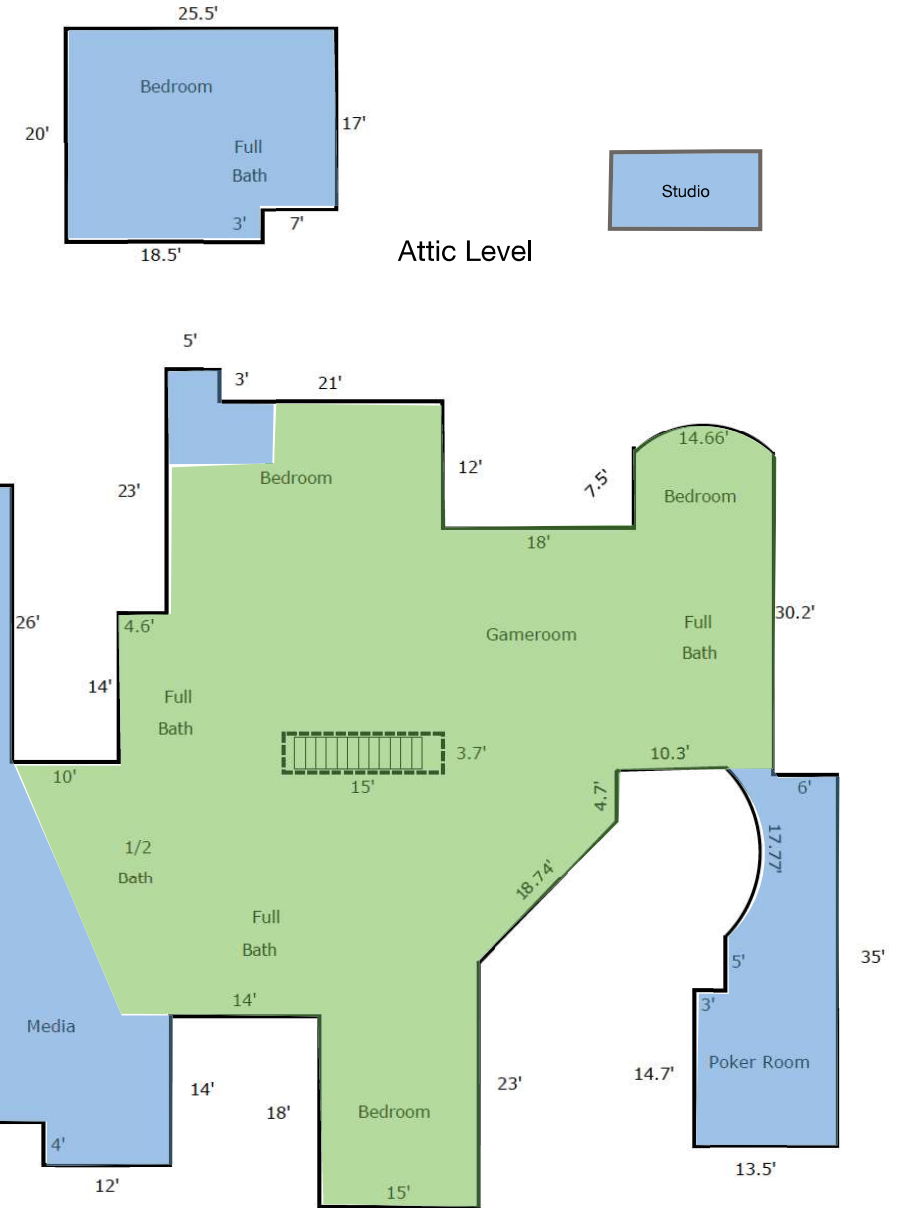 25.5'
Bedroom
20'
17'
Full
Bath
Studio
3'
7'
18.5'
Attic Level
5'
3'
21'
14.66'
12'
Bedroom
23'
7.5'
Bedroom
18'
26'
4.6'
Gameroom
Full
Bath
30.2'
14'
Full
Bath
3.7'
10.3'
10'
15'
4.7'
6'
1/2
Bath
17.77'
18.74'
Full
Bath
5'
35'
14'
3'
Media
14'
18'
Bedroom
23'
14.7'
Poker Room
4'
12'
15'
13.5'